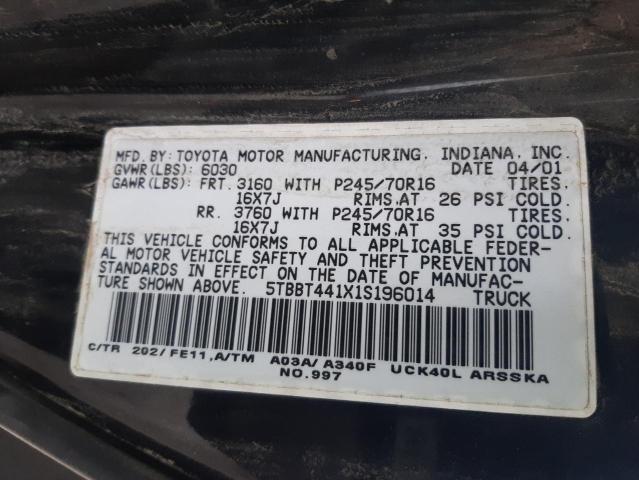 MFD. BY: TOYOTA MOTOR MANUFACTURING, INDIANA, INC.
GVWR(LBS): 6030 DATE 04/01
GAWR(LBS): FRT. 3160 WITH P245/70R16 TIRES,
16X7J RIMS,AT 26 PSI COLD.
RR. 3760 WITH P245/70R16 TIRES,
16X7J RIMS,AT 35 PSI COLD.
THIS VEHICLE CONFORMS TO ALL APPLICABLE FEDER-
AL MOTOR VEHICLE SAFETY AND THEFT PREVENTION
STANDARDS IN EFFECT ON THE DATE OF MANUFAC-
TURE SHOWN ABOVE. 5TBBT441X1S196014 TRUCK
C/TR 202/FE11,A/TM A03A/A340F UCK40L ARSSKA
NO.997